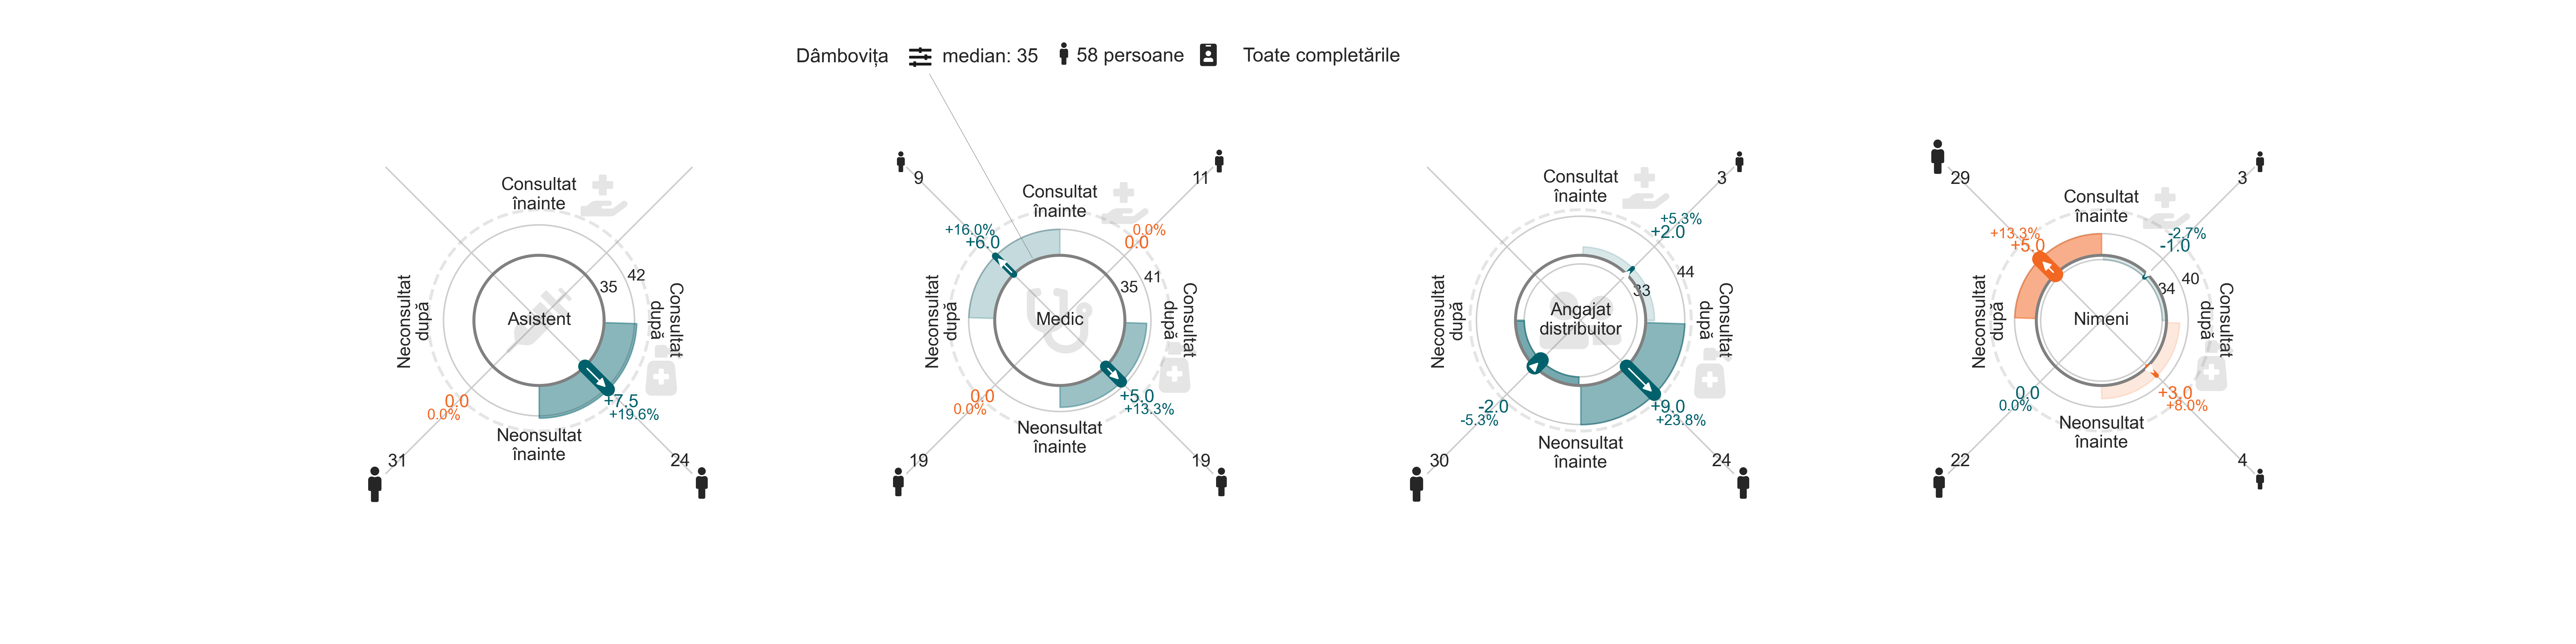 Dâmbovița median: 35 58 persoane Toate completările
Consultat
înainte
Neconsultat
după
Consultat
după
Asistent
35
42
0.0
0.0%
+7.5
+19.6%
Neonsultat
înainte
31
24
9
11
Consultat
înainte
+16.0%
+6.0
0.0%
0.0
Neconsultat
după
Consultat
după
Medic
35
41
0.0
0.0%
+5.0
+13.3%
Neonsultat
înainte
19
19
3
Consultat
înainte
+5.3%
+2.0
Neconsultat
după
Consultat
după
Angajat
distribuitor
33
44
-2.0
-5.3%
+9.0
+23.8%
Neonsultat
înainte
30
24
29
3
Consultat
înainte
+13.3%
+5.0
-2.7%
-1.0
Neconsultat
după
Consultat
după
Nimeni
34
40
0.0
0.0%
+3.0
+8.0%
Neonsultat
înainte
22
4